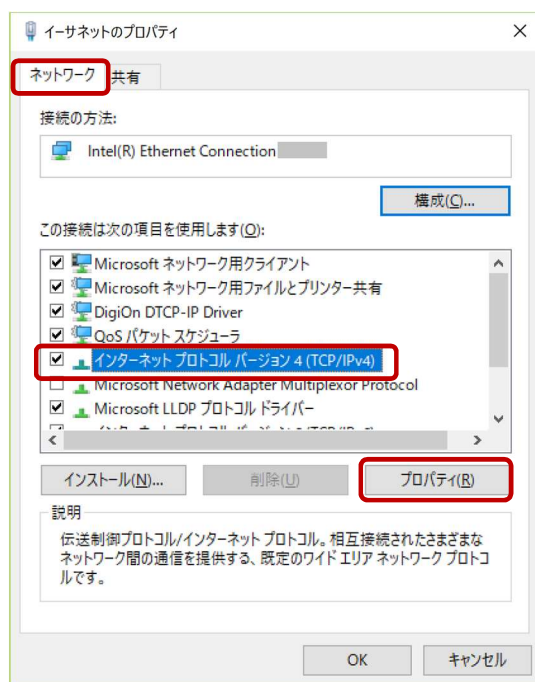 イーサネットのプロパティ
ネットワーク 共有
接続の方法:
Intel(R) Ethernet Connection
構成(C)...
この接続は次の項目を使用します(O):
Microsoft ネットワーク用クライアント
Microsoft ネットワーク用ファイルとプリンター共有
DigiOn DTCP-IP Driver
QoS パケット スケジューラ
インターネット プロトコル バージョン 4 (TCP/IPv4)
Microsoft Network Adapter Multiplexor Protocol
Microsoft LLDP プロトコル ドライバー
インストール(N)... 削除(U) プロパティ(R)
説明
伝送制御プロトコル/インターネット プロトコル。相互接続されたさまざまな
ネットワーク間の通信を提供する、既定のワイド エリア ネットワーク プロトコ
ルです。
OK キャンセル